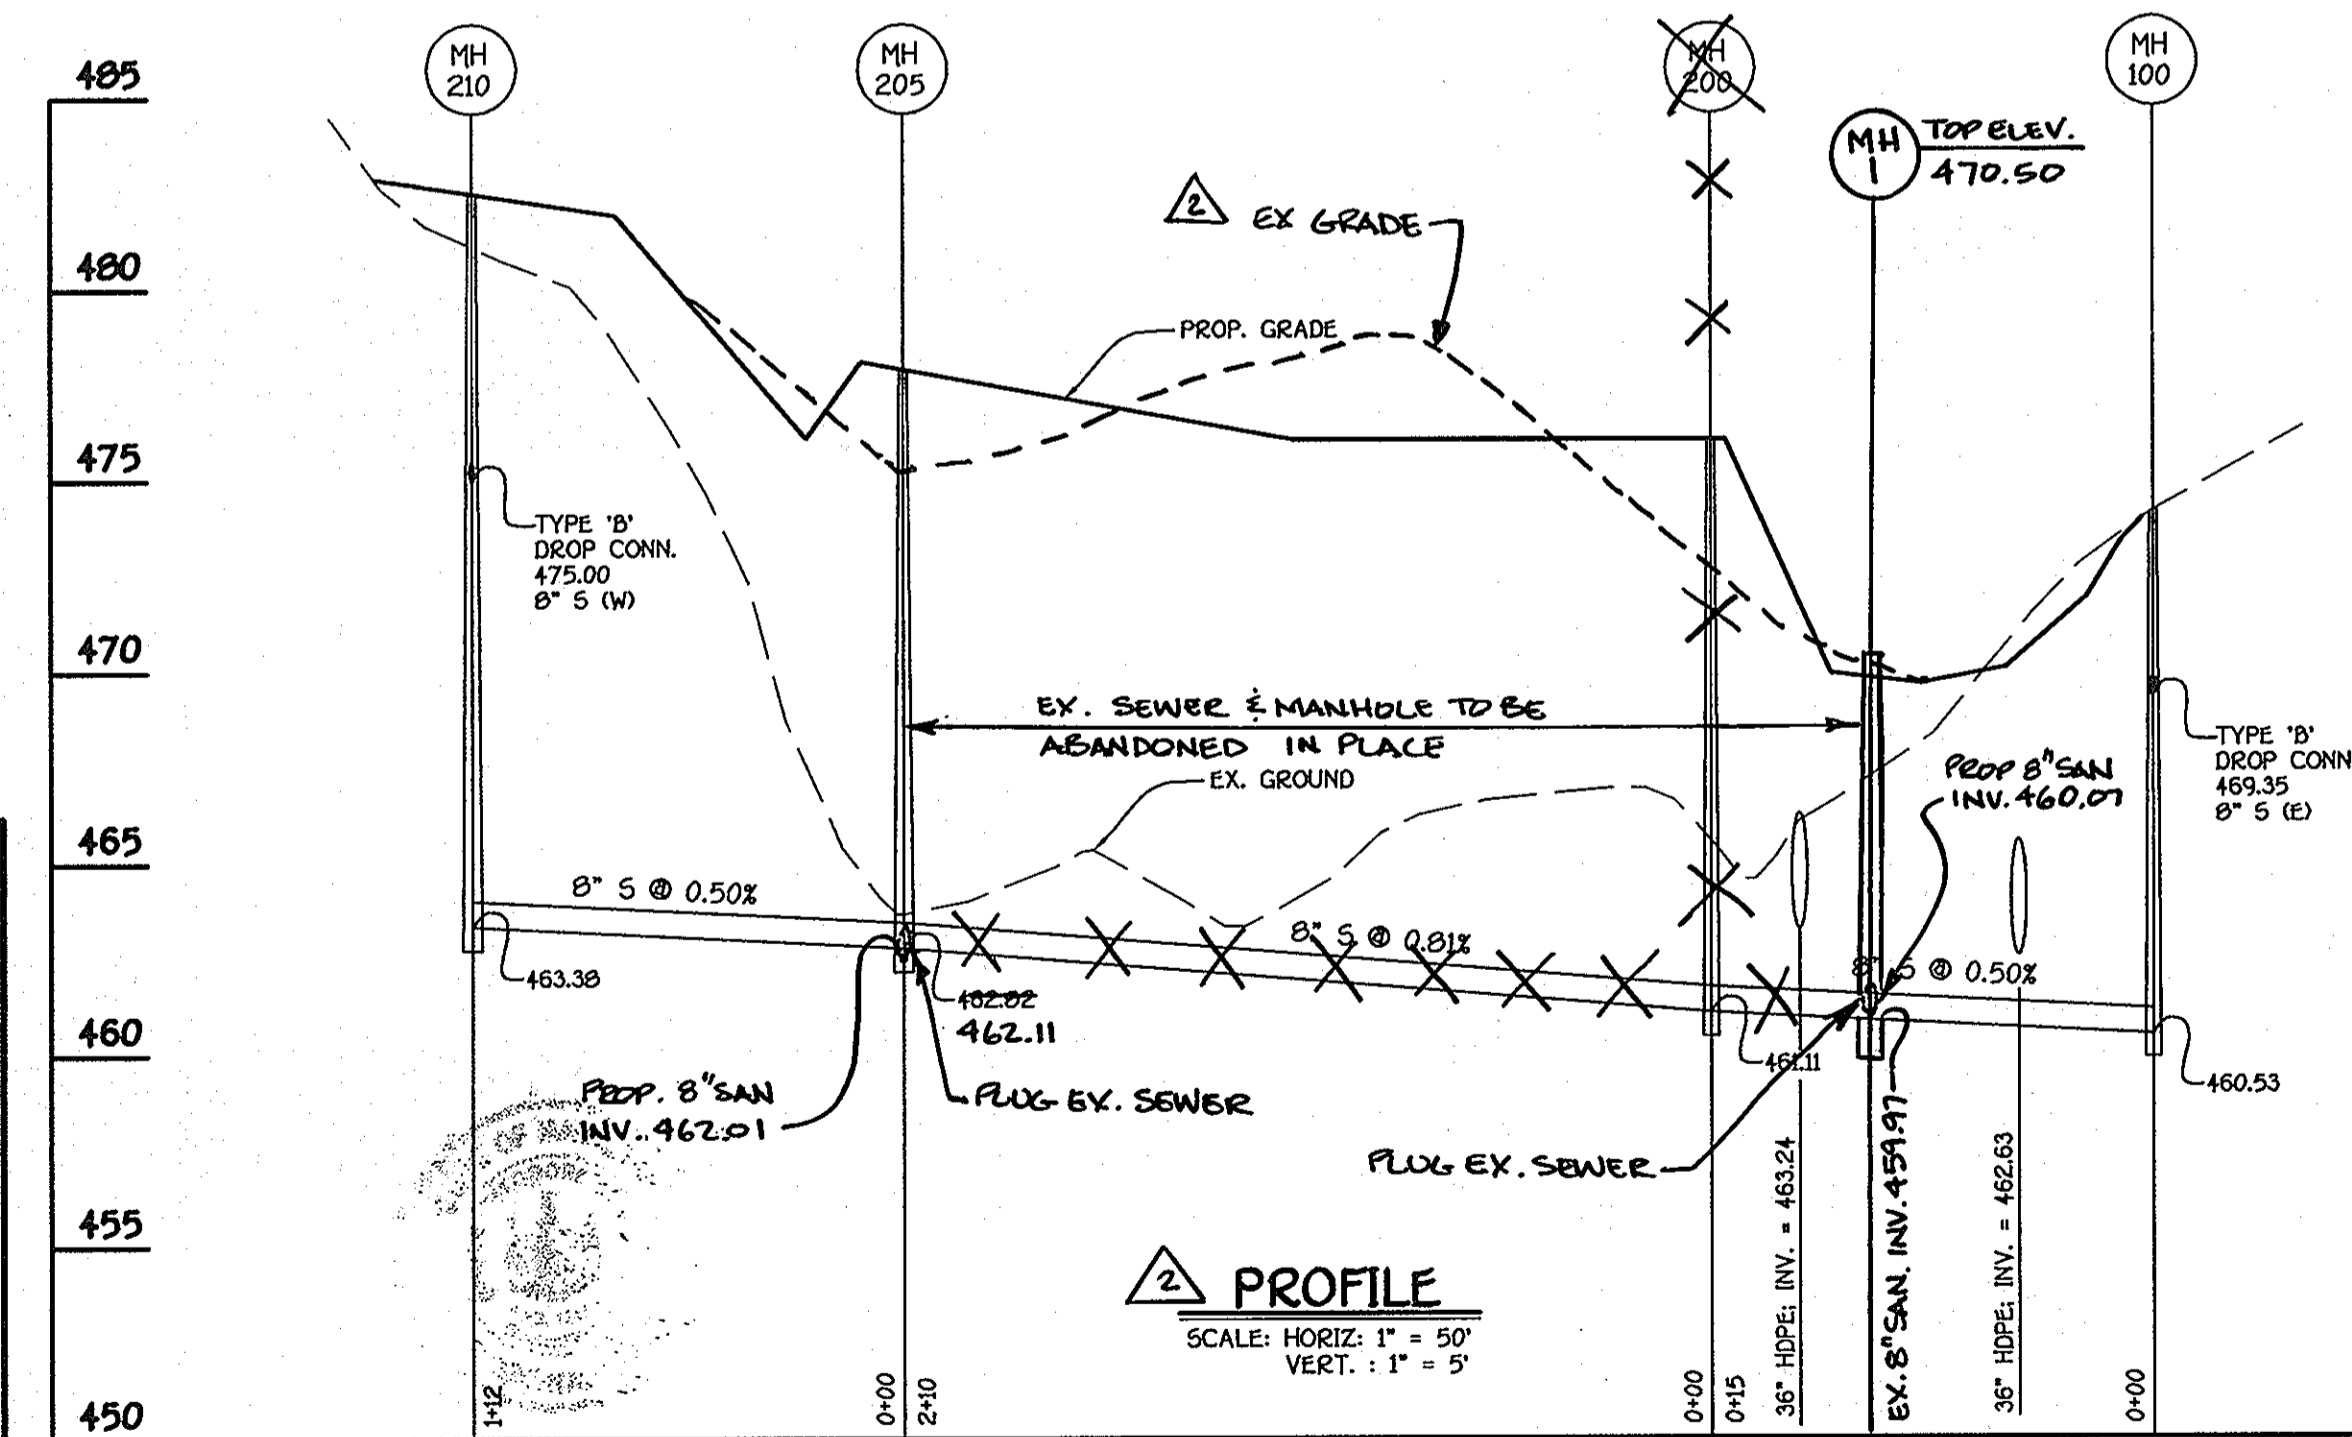 MH
210
MH
205
MH
200
MH
100
MH
1
TOP ELEV.
470.50
485
480
475
470
465
460
455
450
2
EX GRADE
PROP. GRADE
TYPE 'B'
DROP CONN.
475.00
8" S (W)
EX. SEWER & MANHOLE TO BE
ABANDONED IN PLACE
EX. GROUND
PROP 8" SAN
INV. 460.07
TYPE 'B'
DROP CONN
469.35
8" S (E)
8" S @ 0.50%
8" S @ 0.81%
8" S @ 0.50%
463.38
462.11
461.11
460.53
PROP. 8" SAN
INV. 462.01
PLUG EX. SEWER
PLUG EX. SEWER
2
PROFILE
SCALE: HORIZ: 1" = 50'
VERT. : 1" = 5'
1+12
0+00
2+10
0+00
0+15
36" HDPE; INV. = 463.24
EX. 8" SAN. INV. 459.97
36" HDPE; INV. = 462.63
0+00